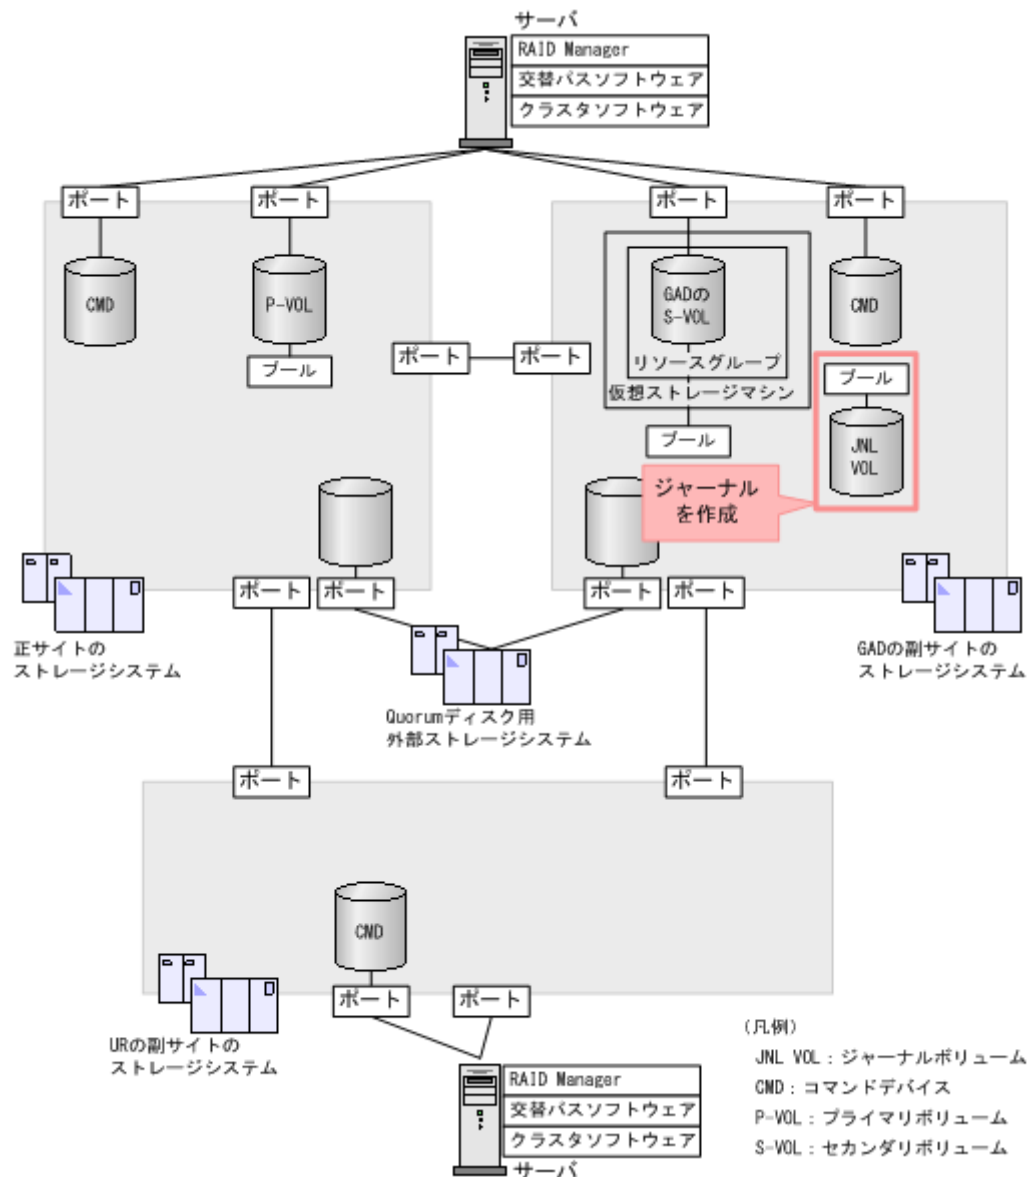 サーバ
RAID Manager
交替パスソフトウェア
クラスタソフトウェア
ポート
ポート
ポート
ポート
CMD
P-VOL
プール
ポート
ポート
GADの
S-VOL
リソースグループ
仮想ストレージマシン
プール
CMD
プール
JNL
VOL
ジャーナル
を作成
ポート
ポート
ポート
ポート
正サイトの
ストレージシステム
GADの副サイトの
ストレージシステム
Quorumディスク用
外部ストレージシステム
ポート
ポート
CMD
ポート
ポート
URの副サイトの
ストレージシステム
RAID Manager
交替パスソフトウェア
クラスタソフトウェア
サーバ
(凡例)
JNL VOL：ジャーナルボリューム
CMD：コマンドデバイス
P-VOL：プライマリボリューム
S-VOL：セカンダリボリューム